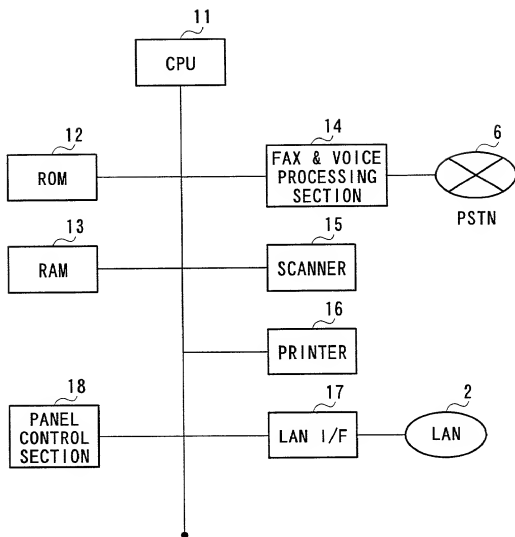 11
CPU
12
ROM
14
FAX & VOICE
PROCESSING
SECTION
6
PSTN
13
RAM
15
SCANNER
16
PRINTER
18
PANEL
CONTROL
SECTION
17
LAN I/F
2
LAN